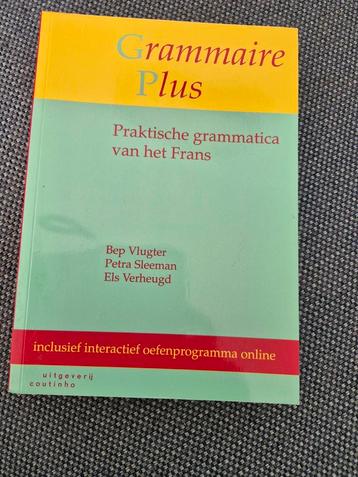 Grammaire
Plus
Praktische grammatica
van het Frans
Bep Vlugter
Petra Sleeman
Els Verheugd
inclusief interactief oefenprogramma online
uitgeverij
coutinho